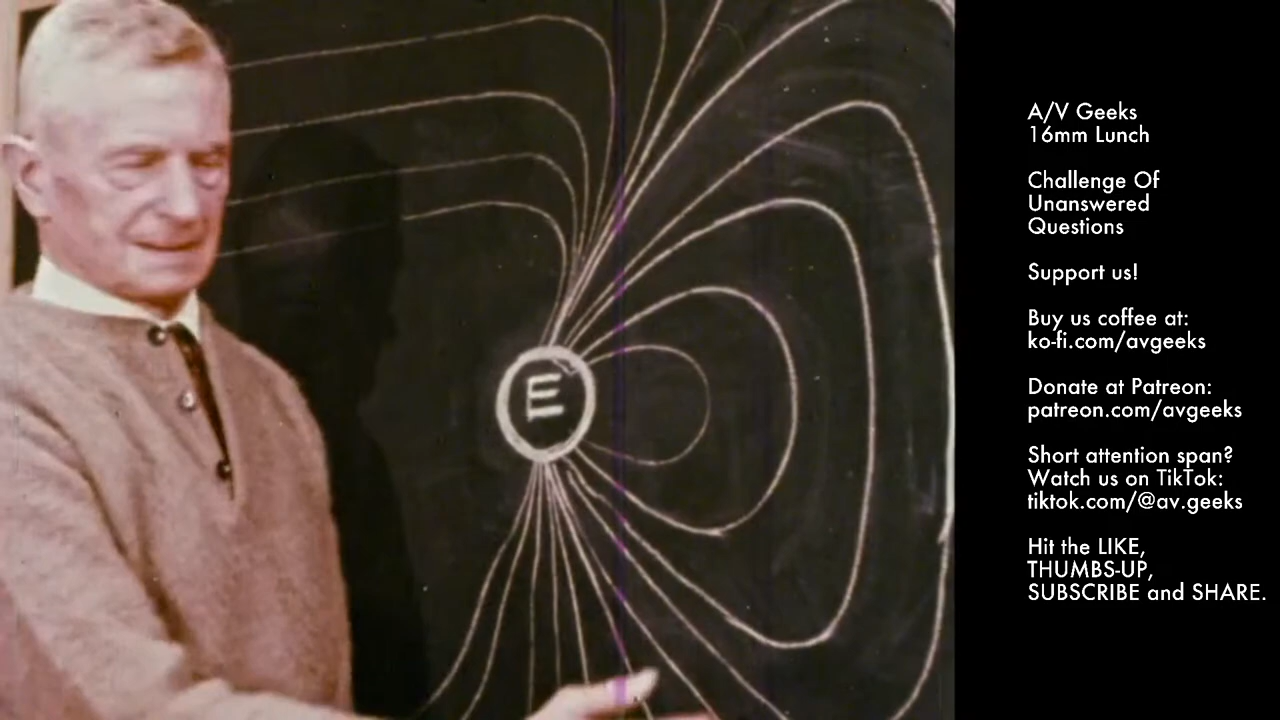 E
A/V Geeks
16mm Lunch
Challenge Of
Unanswered
Questions
Support us!
Buy us coffee at:
ko-fi.com/avgeeks
Donate at Patreon:
patreon.com/avgeeks
Short attention span?
Watch us on TikTok:
tiktok.com/@av.geeks
Hit the LIKE,
THUMBS-UP,
SUBSCRIBE and SHARE.